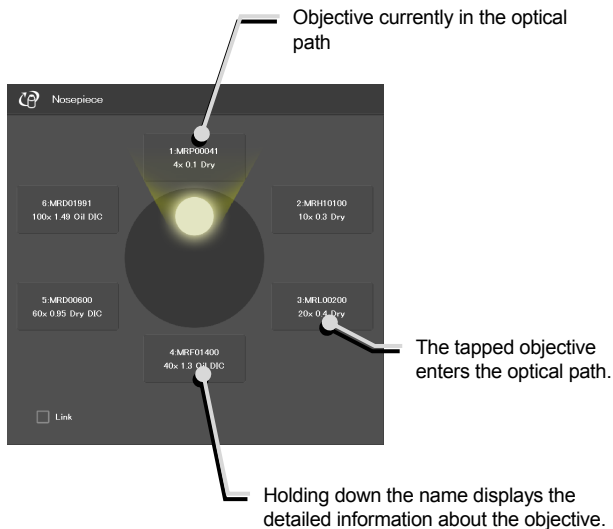 Objective currently in the optical
path
Nosepiece
1:MRP00041
4x 0.1 Dry
6:MRD01991
100x 1.49 Oil DIC
2:MRH10100
10x 0.3 Dry
5:MRD00600
60x 0.95 Dry DIC
3:MRL00200
20x 0.4 Dry
4:MRF01400
40x 1.3 Oil DIC
The tapped objective
enters the optical path.
Link
Holding down the name displays the
detailed information about the objective.